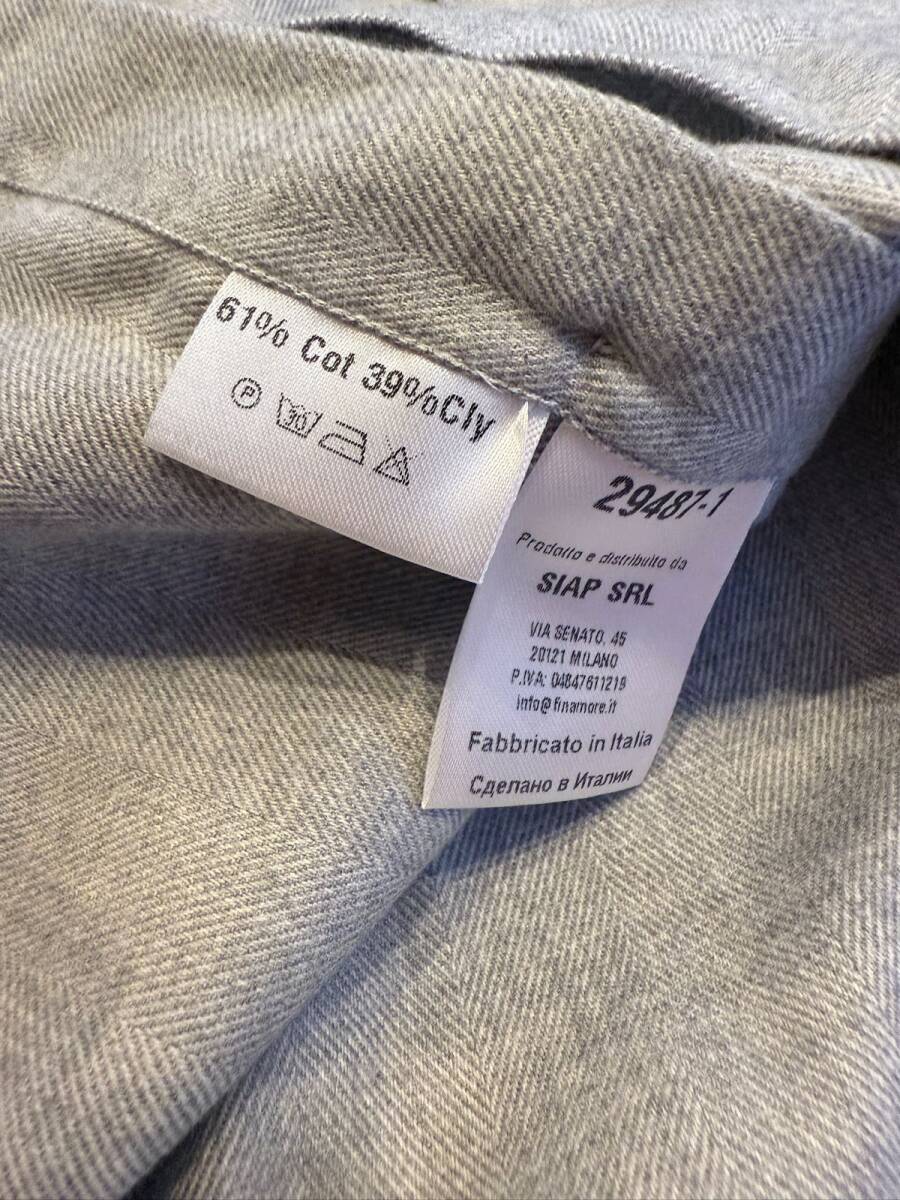 61% Cot 39%Cly
P 30
29487-1
Prodotto e distribuito da
SIAP SRL
VIA SENATO, 45
20121 MILANO
P.IVA: 04847611219
info@finamore.it
Fabbricato in Italia
Сделано в Италии